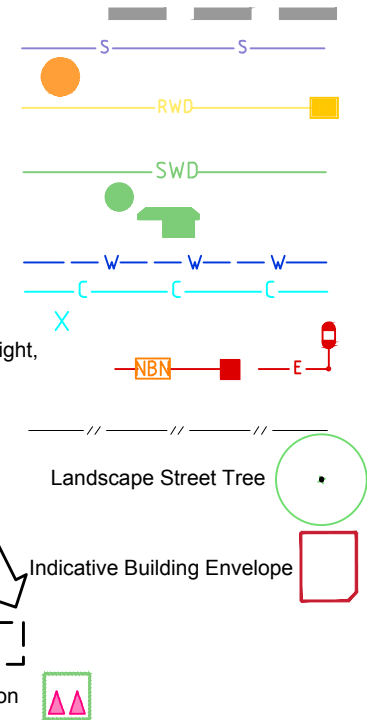 S S
RWD
SWD
W W W
C C C
X
ight,
NBN E
// // //
Landscape Street Tree
Indicative Building Envelope
on